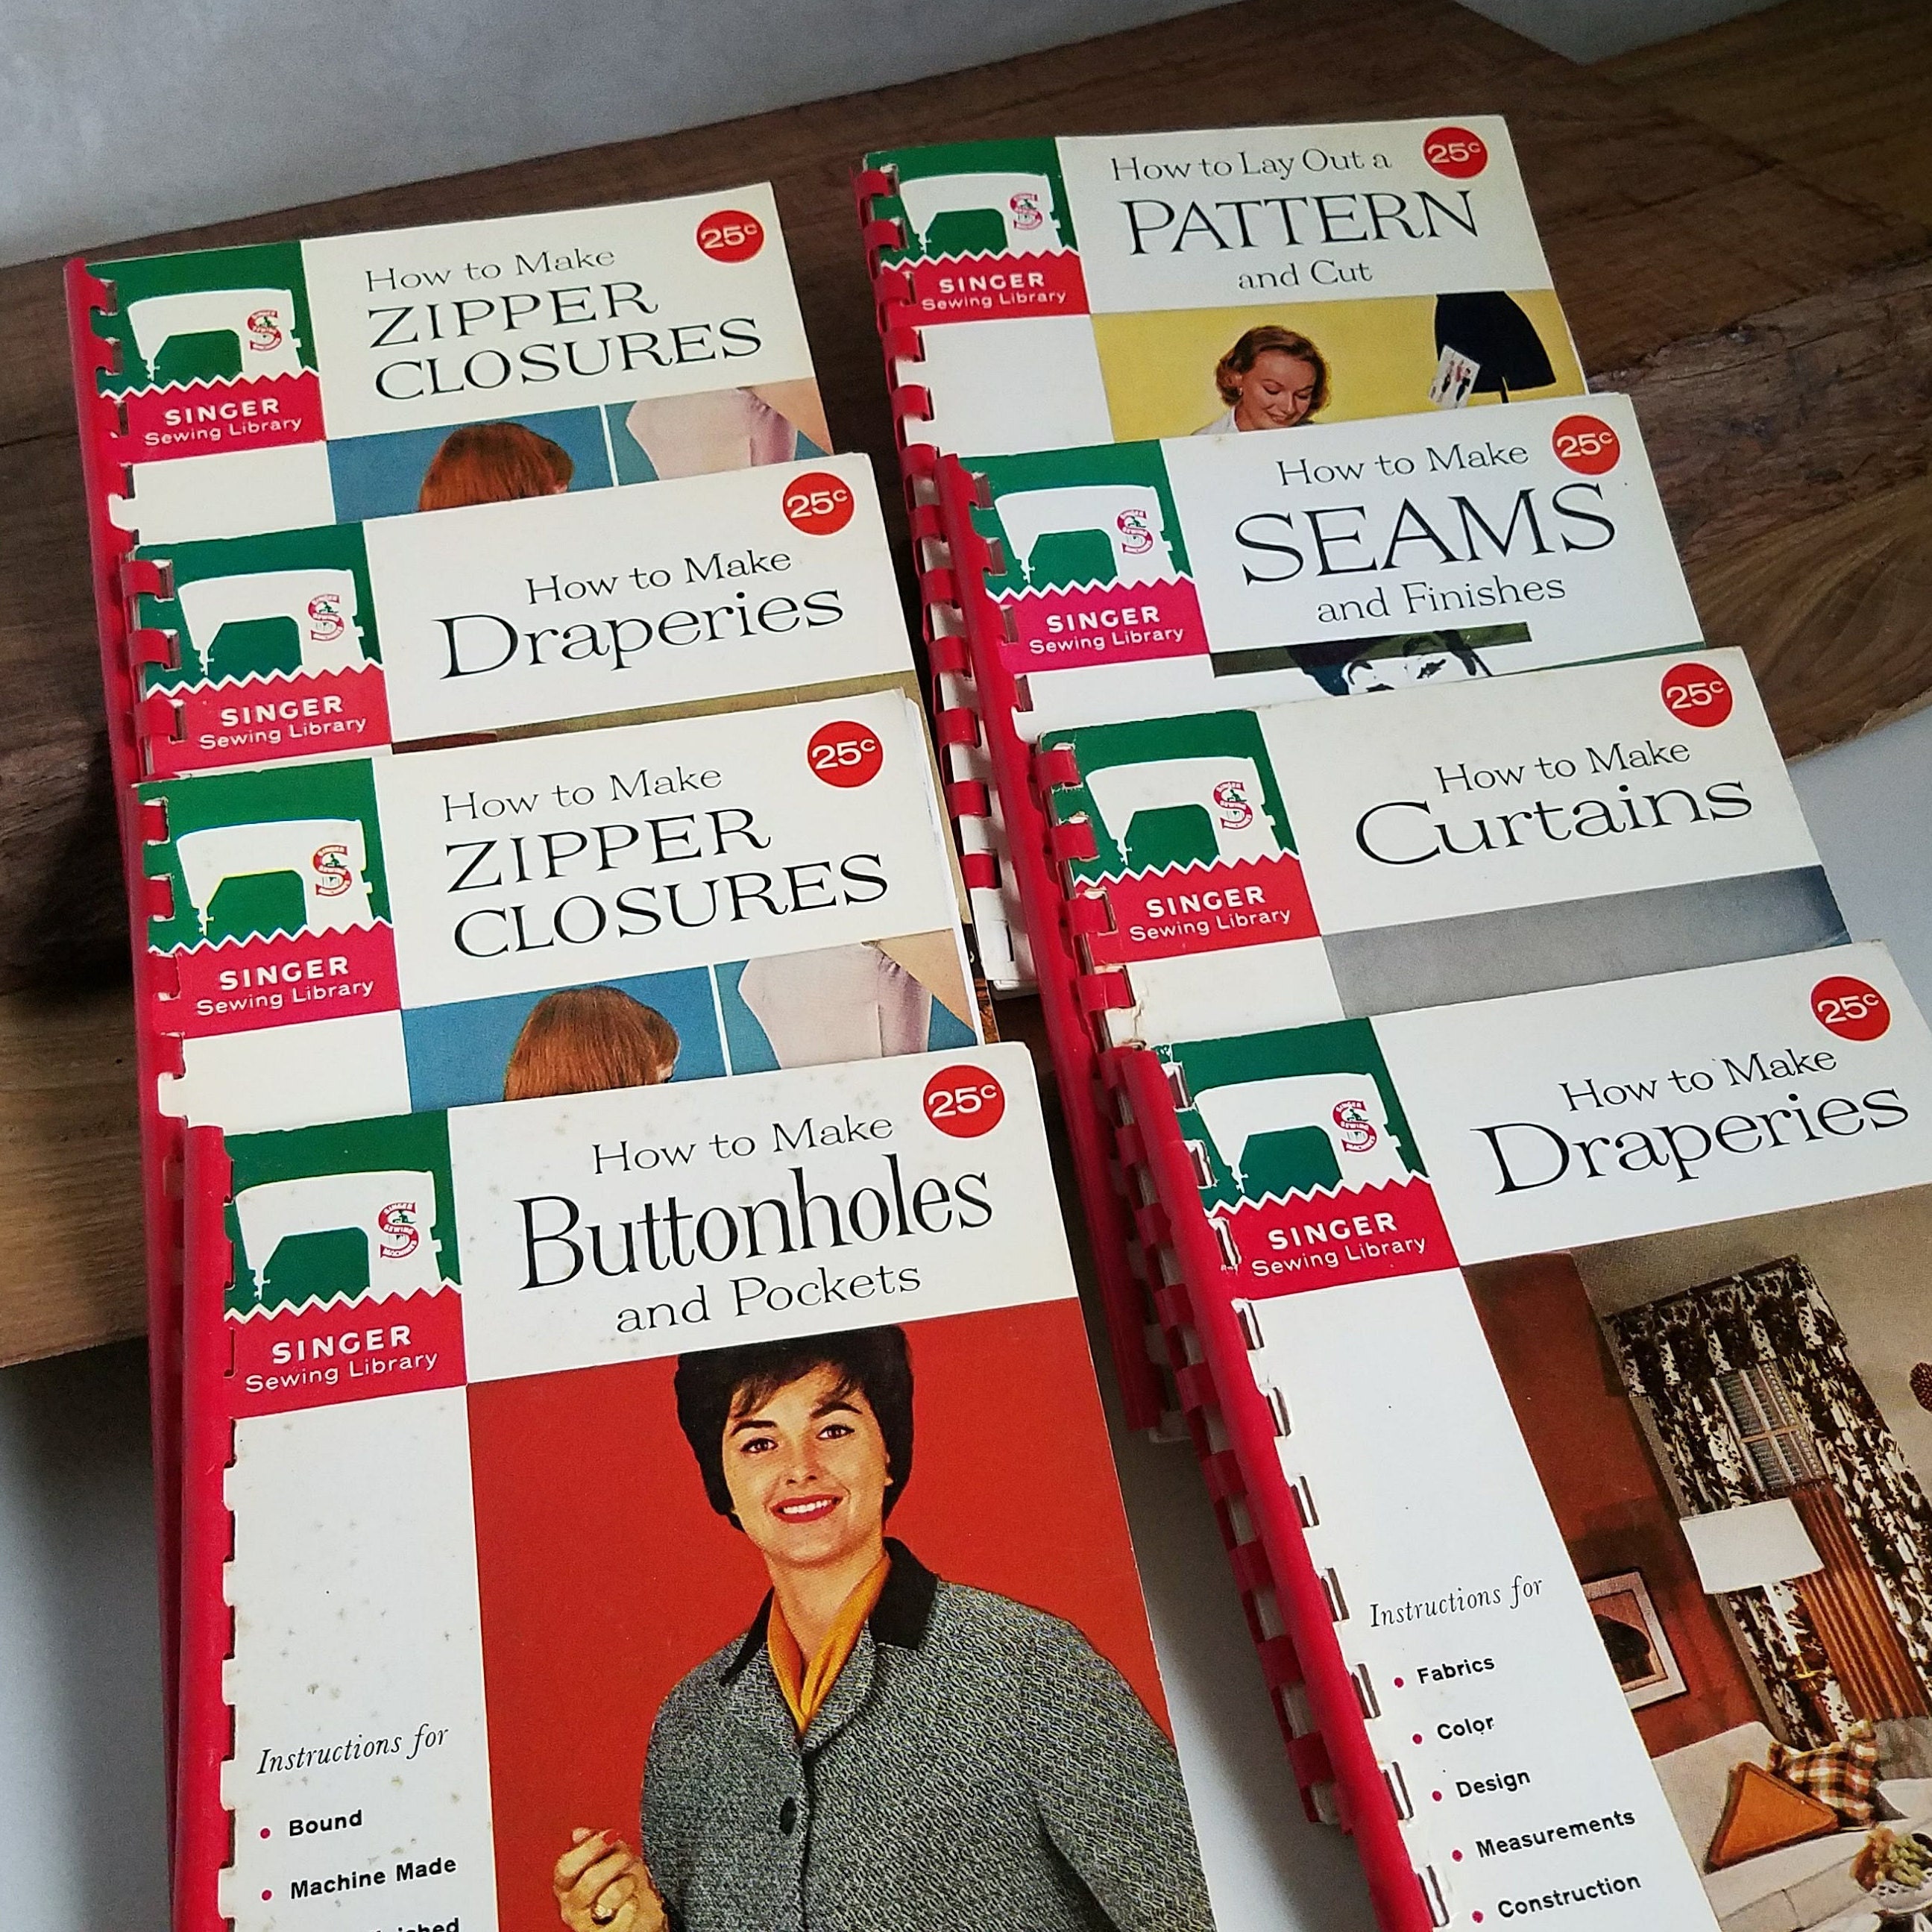 How to Make
25¢
ZIPPER
CLOSURES
SINGER
Sewing Library
How to Make
25¢
Draperies
SINGER
Sewing Library
How to Make
25¢
ZIPPER
CLOSURES
SINGER
Sewing Library
How to Make
25¢
Buttonholes
and Pockets
SINGER
Sewing Library
Instructions for
• Bound
• Machine Made
How to Lay Out a
25¢
PATTERN
and Cut
SINGER
Sewing Library
How to Make
25¢
SEAMS
and Finishes
SINGER
Sewing Library
How to Make
25¢
Curtains
SINGER
Sewing Library
How to Make
25¢
Draperies
SINGER
Sewing Library
Instructions for
• Fabrics
• Color
• Design
• Measurements
• Construction